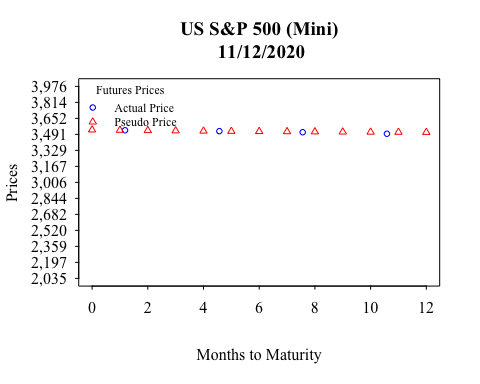 US S&P 500 (Mini)
11/12/2020
Futures Prices
Actual Price
Pseudo Price
Prices
3,976
3,814
3,652
3,491
3,329
3,167
3,006
2,844
2,682
2,520
2,359
2,197
2,035
0 2 4 6 8 10 12
Months to Maturity